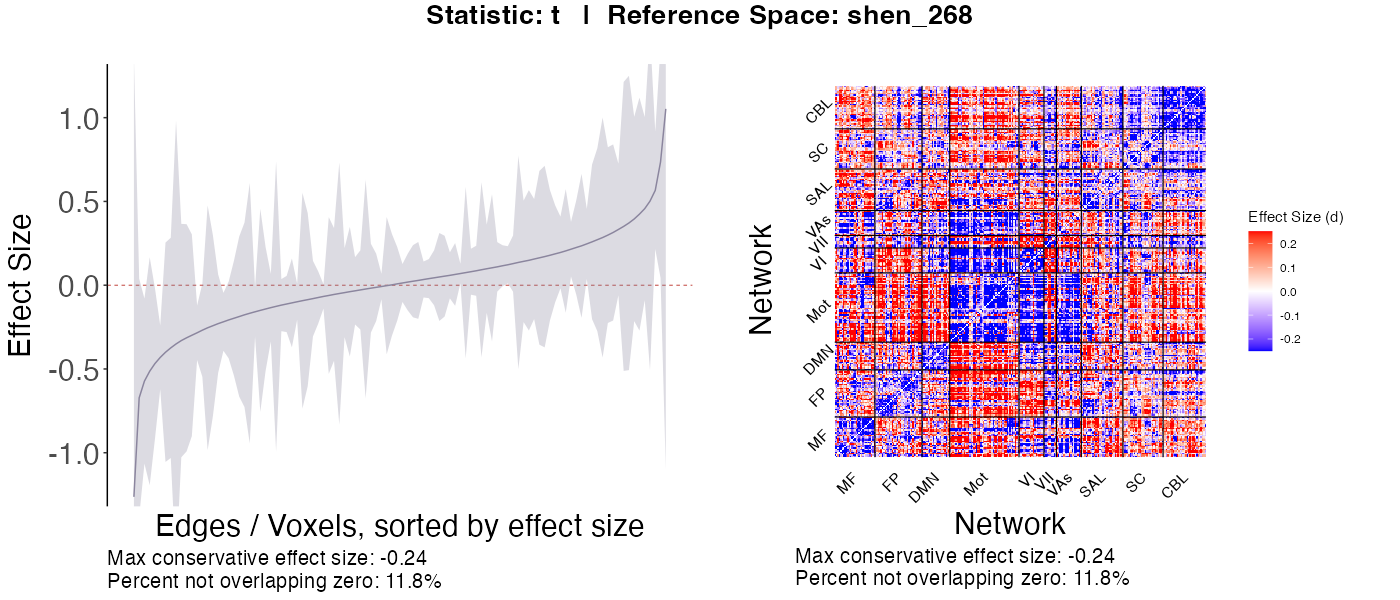 Statistic: t | Reference Space: shen_268
Effect Size
1.0
0.5
0.0
-0.5
-1.0
Edges / Voxels, sorted by effect size
Max conservative effect size: -0.24
Percent not overlapping zero: 11.8%
Network
CBL
SC
SAL
VAs
VII
VI
Mot
DMN
FP
MF
MF
FP
DMN
Mot
VI
VII
VAs
SAL
SC
CBL
Network
Max conservative effect size: -0.24
Percent not overlapping zero: 11.8%
Effect Size (d)
0.2
0.1
0.0
-0.1
-0.2